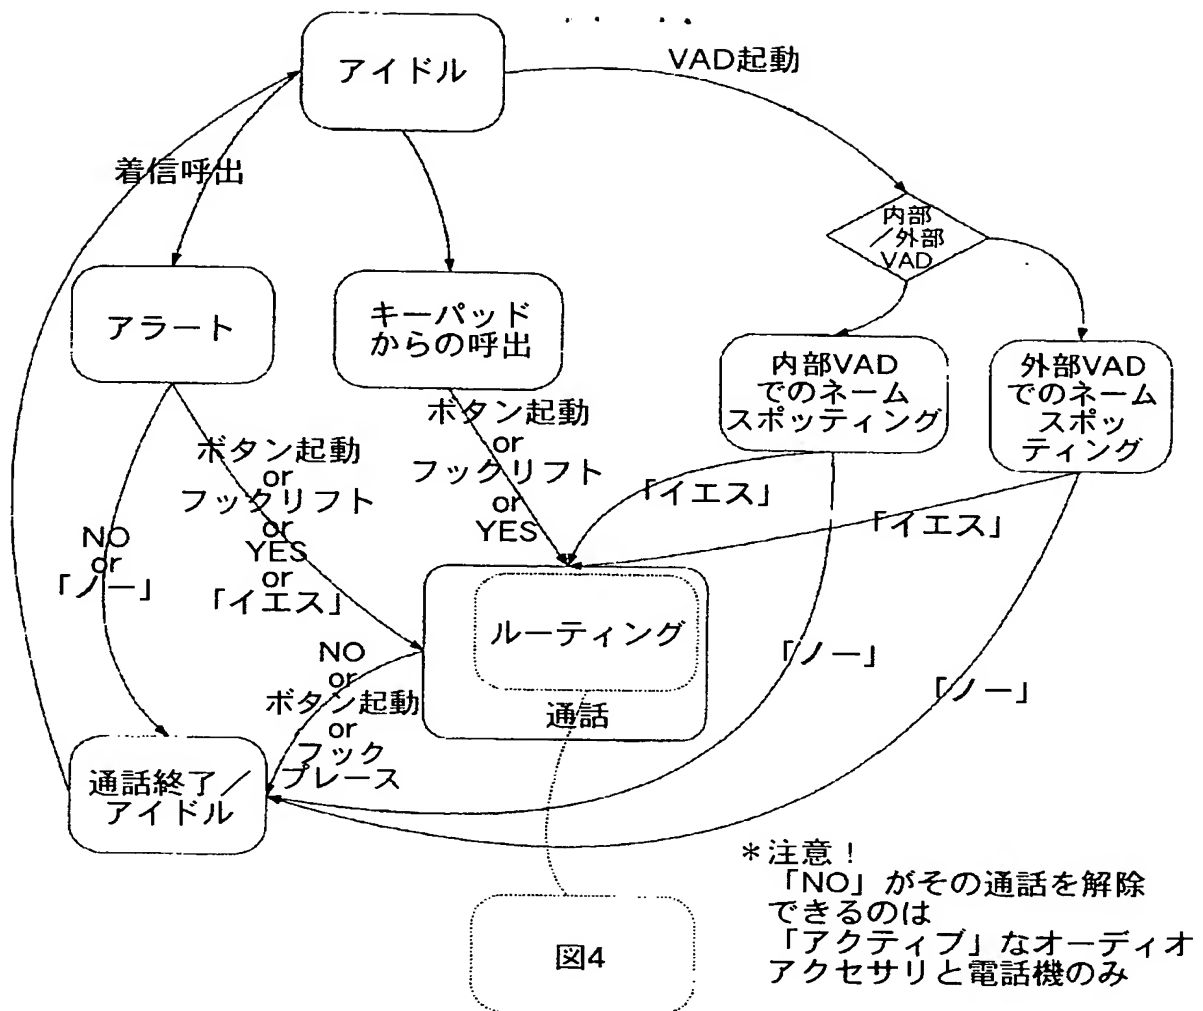 アイドル
VAD起動
着信呼出
内部
／外部
VAD
アラート
キーパッド
からの呼出
内部VAD
でのネーム
スポッティング
外部VAD
でのネーム
スポッ
ティング
ボタン起動
or
フックリフト
or
YES
ボタン起動
or
フックリフト
or
YES
or
「イエス」
「イエス」
「イエス」
NO
or
「ノー」
ルーティング
通話
NO
or
ボタン起動
or
フック
プレース
「ノー」
「ノー」
通話終了／
アイドル
＊注意！
「NO」がその通話を解除
できるのは
「アクティブ」なオーディオ
アクセサリと電話機のみ
図4